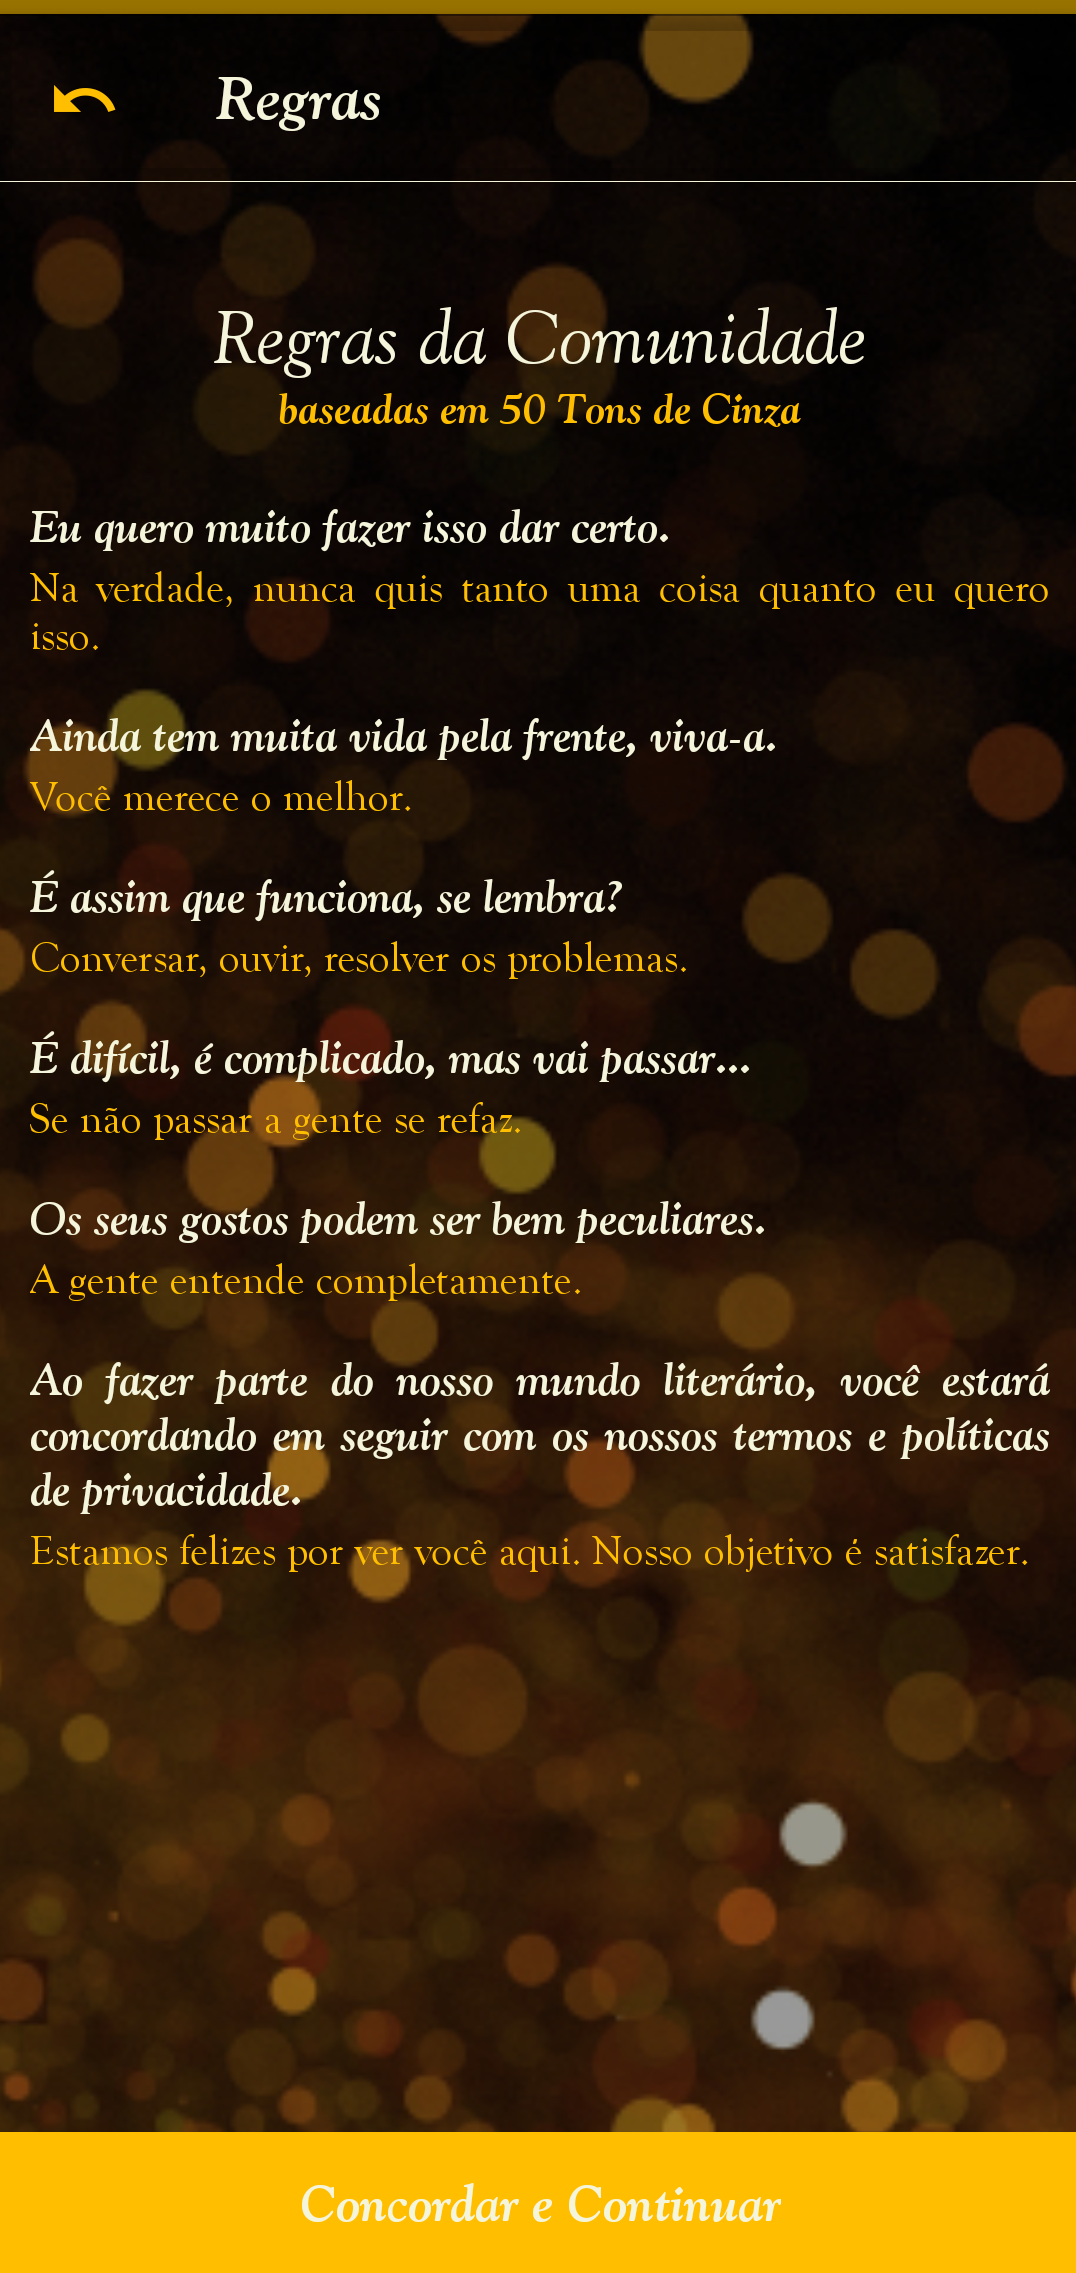 Regras
Regras da Comunidade
baseadas em 50 Tons de Cinza
Eu quero muito fazer isso dar certo.
Na verdade, nunca quis tanto uma coisa quanto eu quero
isso.
Ainda tem muita vida pela frente, viva-a.
Você merece o melhor.
É assim que funciona, se lembra?
Conversar, ouvir, resolver os problemas.
É difícil, é complicado, mas vai passar...
Se não passar a gente se refaz.
Os seus gostos podem ser bem peculiares.
A gente entende completamente.
Ao fazer parte do nosso mundo literário, você estará
concordando em seguir com os nossos termos e políticas
de privacidade.
Estamos felizes por ver você aqui. Nosso objetivo é satisfazer.
Concordar e Continuar